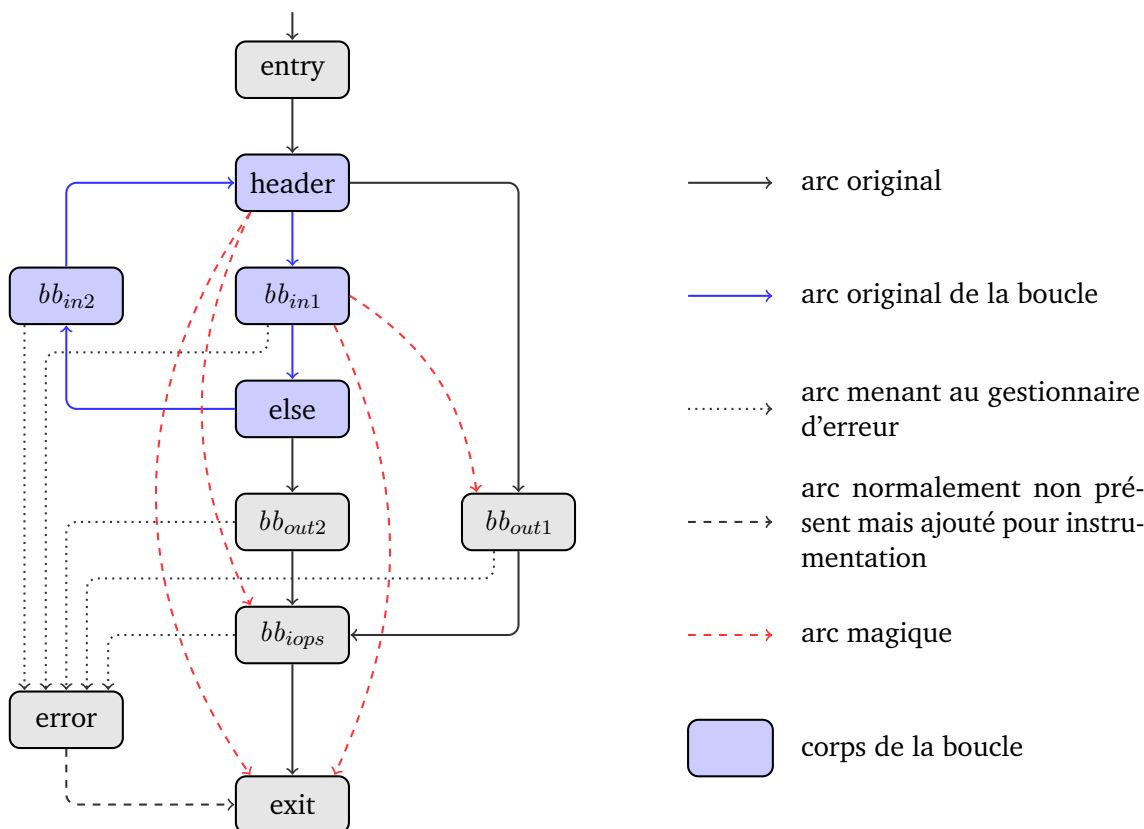 entry
header
bb_in2
bb_in1
else
bb_out2
bb_out1
bb_iops
error
exit
arc original
arc original de la boucle
arc menant au gestionnaire
d'erreur
arc normalement non pré-
sent mais ajouté pour instru-
mentation
arc magique
corps de la boucle